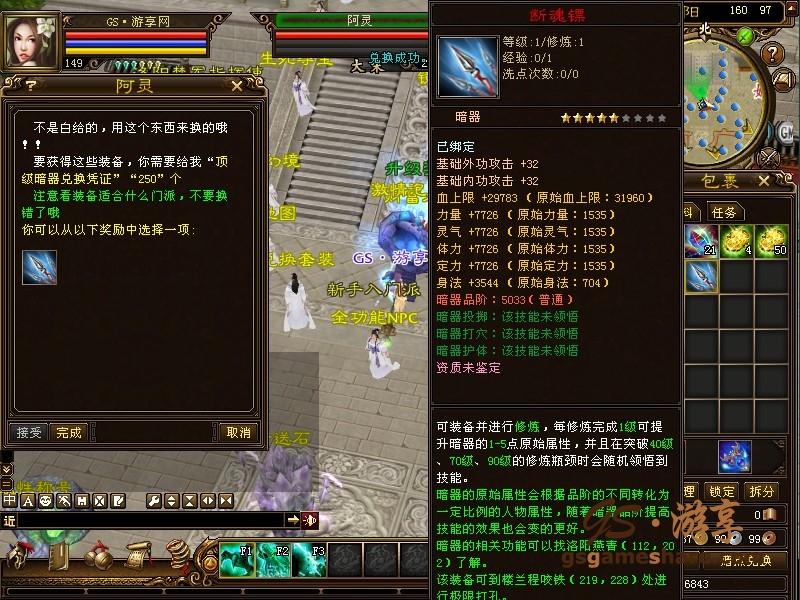 GS·游享网
149
阿灵
兑换成功
阿灵
不是白给的，用这个东西来换的哦
！！
要获得这些装备，你需要给我“顶
级暗器兑换凭证”“250”个
注意看装备适合什么门派，不要换
错了哦
你可以从以下奖励中选择一项:
接受
完成
取消
GS·游享
新手入门派
全功能NPC
断魂镖
等级:1/修炼:1
经验:0/1
洗点次数:0/0
暗器
已绑定
基础外功攻击 +32
基础内功攻击 +32
血上限 +29783 (原始血上限:31960)
力量 +7726 (原始力量:1535)
灵气 +7726 (原始灵气:1535)
体力 +7726 (原始体力:1535)
定力 +7726 (原始定力:1535)
身法 +3544 (原始身法:704)
暗器品阶:5033(普通)
暗器投掷:该技能未领悟
暗器打穴:该技能未领悟
暗器护体:该技能未领悟
资质未鉴定
可装备并进行修炼，每修炼完成1级可提
升暗器的1-5点原始属性，并且在突破40级
、70级、90级的修炼瓶颈时会随机领悟到
技能。
暗器的原始属性会根据品阶的不同转化为
一定比例的人物属性，随着暗器品阶提高
技能的效果也会变的更好。
暗器的相关功能可以找洛阳燕青(112,20
2)了解。
该装备可到楼兰程咬铁(219,228)处进
行极限打孔。
160 97
北
包裹
料
任务
21
4
50
理
锁定
拆分
0
99
6843
中
近
F1
F2
F3